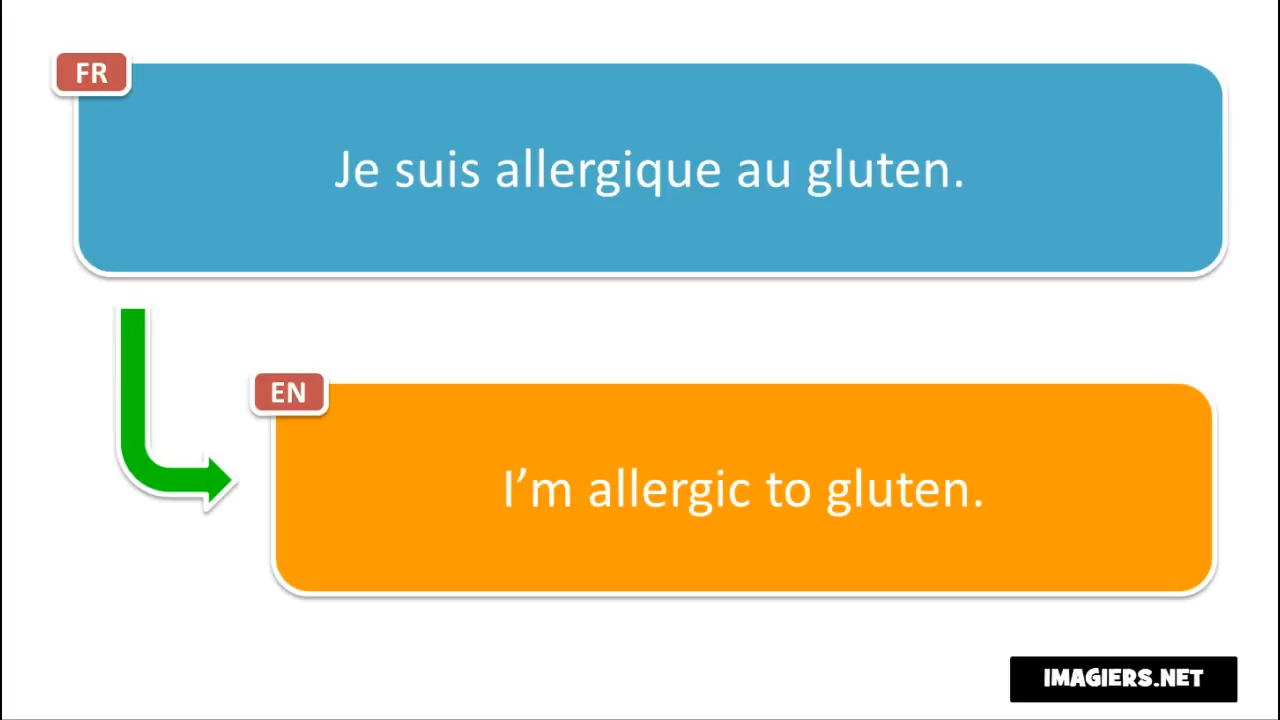 FR
Je suis allergique au gluten.
EN
I’m allergic to gluten.
IMAGIERS.NET